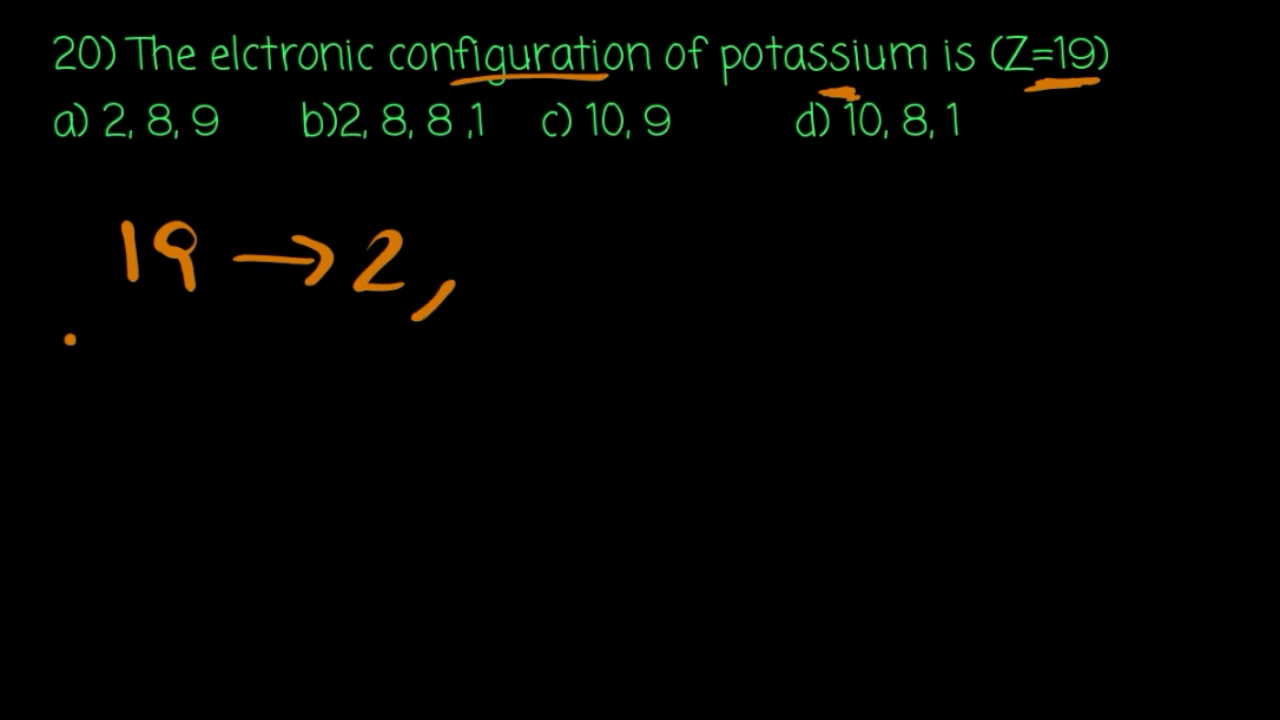 20) The elctronic configuration of potassium is (Z=19)
a) 2, 8, 9 b)2, 8, 8 ,1 c) 10, 9 d) 10, 8, 1
19 → 2,